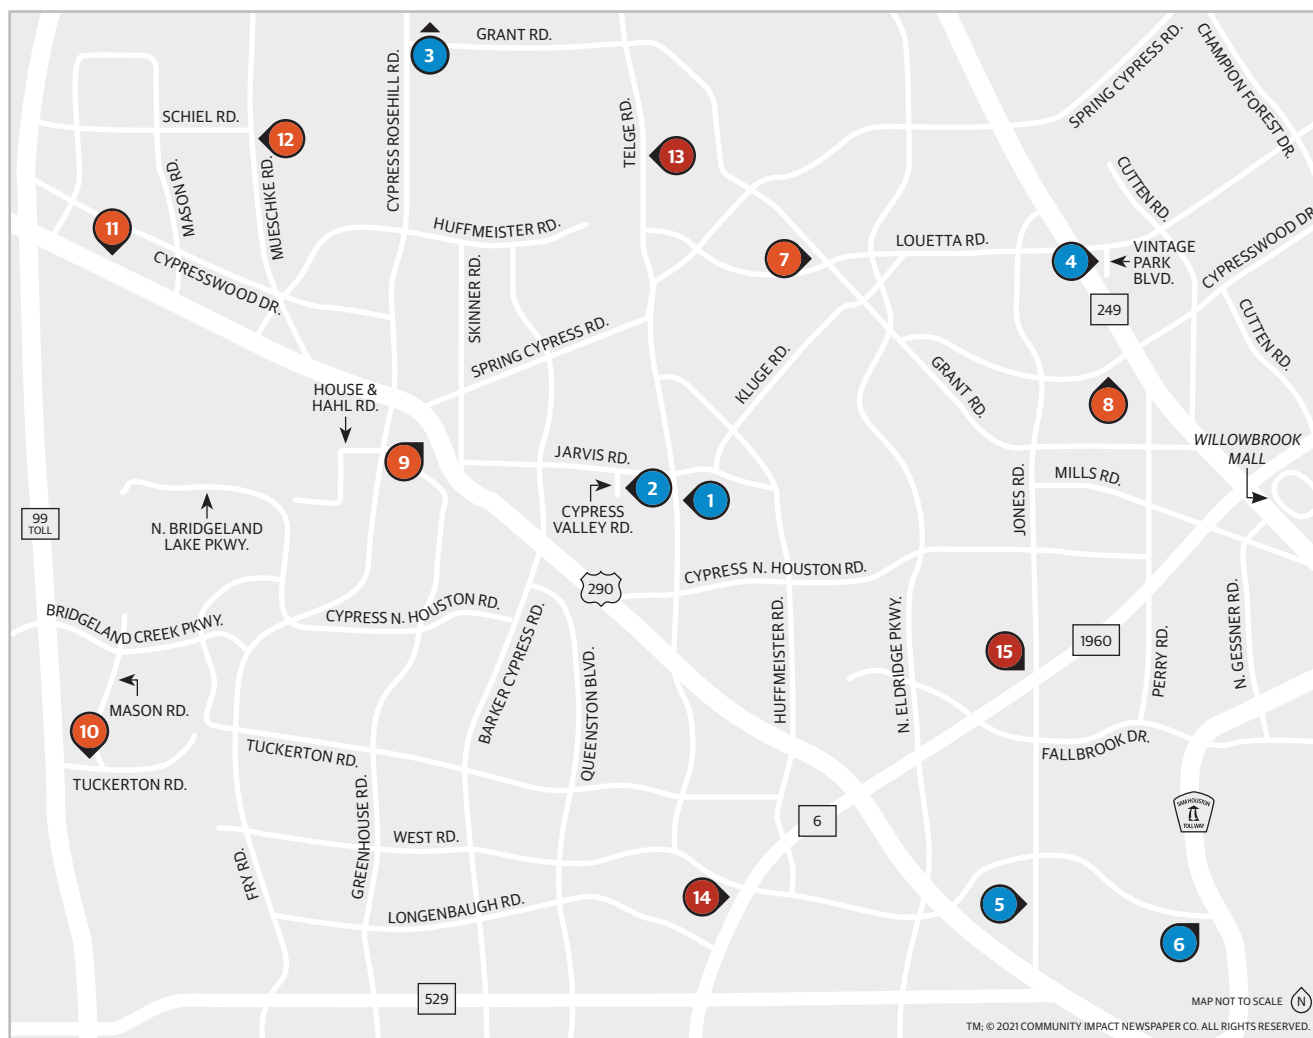 GRANT RD.
3
CYPRESS ROSEHILL RD.
SPRING CYPRESS RD.
CHAMPION FOREST DR.
SCHIEL RD.
12
TELGE RD.
13
MASON RD.
MUESCHKE RD.
CUTTEN RD.
11
HUFFMEISTER RD.
LOUETTA RD.
7
4
VINTAGE
PARK
BLVD.
CYPRESSWOOD DR.
CYPRESSWOOD DR.
SKINNER RD.
249
SPRING CYPRESS RD.
CUTTEN RD.
KLUGE RD.
GRANT RD.
HOUSE &
HAHL RD.
8
WILLOWBROOK
MALL
9
JARVIS RD.
MILLS RD.
JONES RD.
2
1
CYPRESS
VALLEY RD.
99
TOLL
N. BRIDGELAND
LAKE PKWY.
CYPRESS N. HOUSTON RD.
290
BRIDGELAND CREEK PKWY.
CYPRESS N. HOUSTON RD.
BARKER CYPRESS RD.
QUEENSTON BLVD.
HUFFMEISTER RD.
N. ELDRIDGE PKWY.
15
1960
PERRY RD.
N. GESSNER RD.
MASON RD.
10
TUCKERTON RD.
TUCKERTON RD.
FALLBROOK DR.
GREENHOUSE RD.
6
SAM HOUSTON
TOLLWAY
WEST RD.
FRY RD.
LONGENBAUGH RD.
14
5
6
529
MAP NOT TO SCALE N
TM; © 2021 COMMUNITY IMPACT NEWSPAPER CO. ALL RIGHTS RESERVED.